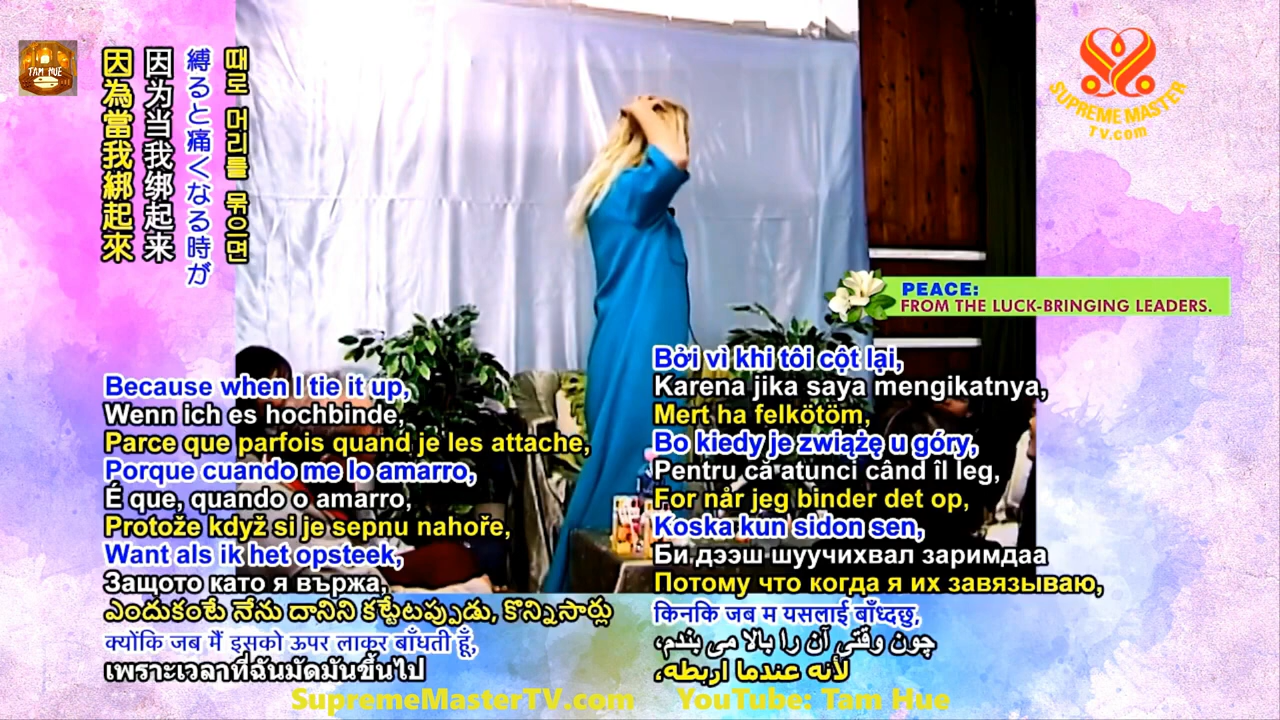 TAM HUE
因為當我綁起來
因为当我绑起来
縛ると痛くなる時が
때로 머리를 묶으면
SUPREME MASTER
TV.com
PEACE:
FROM THE LUCK-BRINGING LEADERS.
Because when I tie it up,
Wenn ich es hochbinde,
Parce que parfois quand je les attache,
Porque cuando me lo amarro,
É que, quando o amarro,
Protože když si je sepnu nahoře,
Want als ik het opsteek,
Защото като я вържа,
ఎందుకంటే నేను దానిని కట్టేటప్పుడు, కొన్నిసార్లు
क्योंकि जब मैं इसको ऊपर लाकर बाँधती हूँ,
เพราะเวลาที่ฉันมัดมันขึ้นไป
Bởi vì khi tôi cột lại,
Karena jika saya mengikatnya,
Mert ha felkötöm,
Bo kiedy je zwiążę u góry,
Pentru că atunci când îl leg,
For når jeg binder det op,
Koska kun sidon sen,
Би дээш шуучихвал заримдаа
Потому что когда я их завязываю,
किनकि जब म यसलाई बाँध्दछु,
چون وقتی آن را بالا می بندم،
لأنه عندما اربطه،
SupremeMasterTV.com
YouTube: Tam Hue